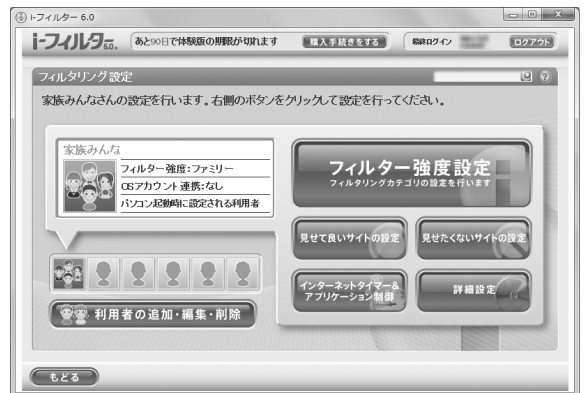 i-フィルター 6.0
i-フィルター 6.0.
あと90日で体験版の期限が切れます
購入手続きをする
最終ログイン
ログアウト
フィルタリング設定
家族みんなさんの設定を行います。右側のボタンをクリックして設定を行ってください。
家族みんな
フィルター強度:ファミリー
OSアカウント連携:なし
パソコン起動時に設定される利用者
利用者の追加・編集・削除
フィルター強度設定
フィルタリングカテゴリの設定を行います
見せて良いサイトの設定
見せたくないサイトの設定
インターネットタイマー&
アプリケーション制御
詳細設定
もどる